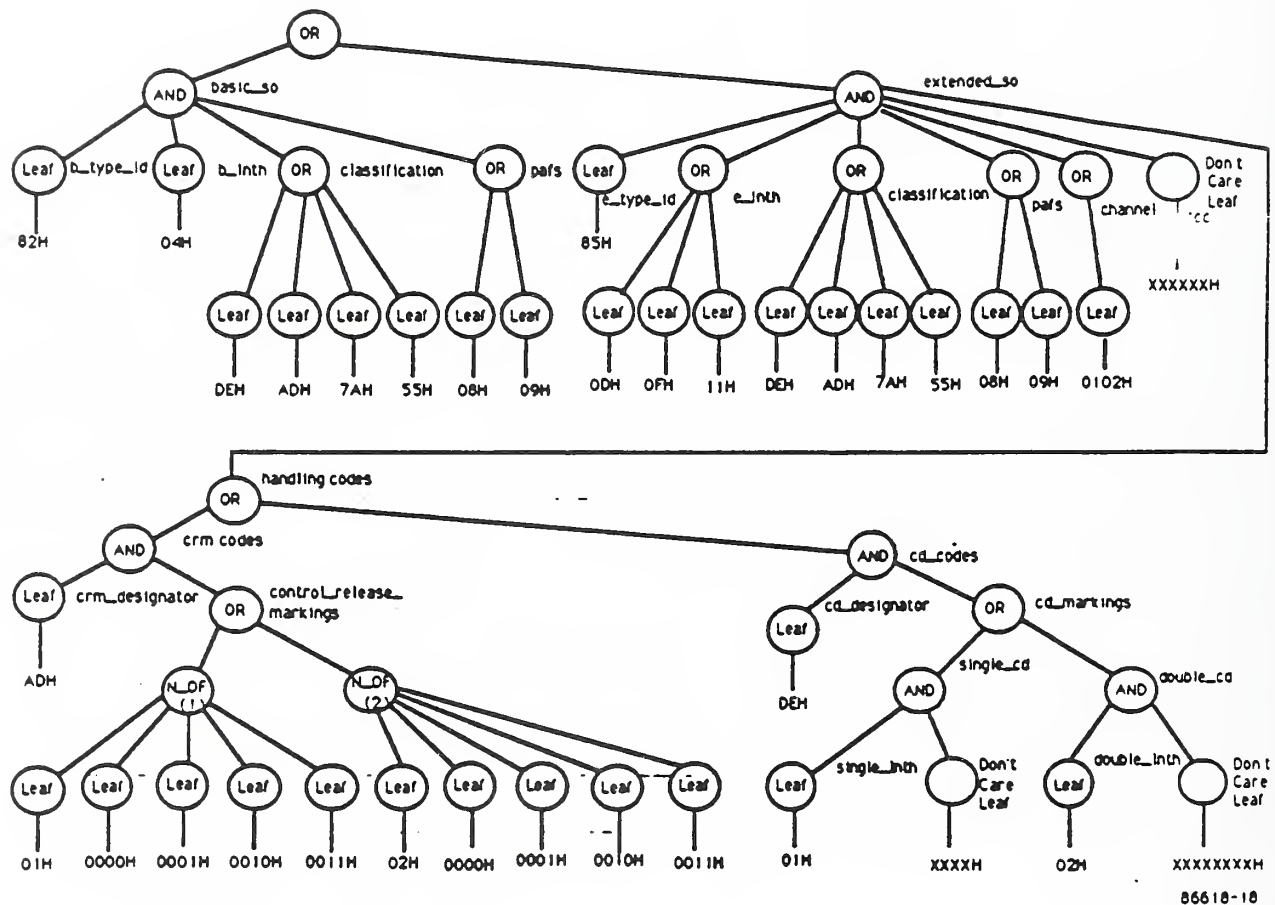 OR
AND basic_so AND extended_so
Leaf b_type_id Leaf b_lnth OR classification OR pafs Leaf e_type_id OR e_lnth OR classification OR pafs OR channel Don't Care Leaf
82H 04H 85H 'cc
XXXXXXH
Leaf Leaf Leaf Leaf Leaf Leaf Leaf Leaf Leaf Leaf Leaf Leaf Leaf Leaf Leaf Leaf
DEH ADH 7AH 55H 08H 09H 0DH 0FH 11H DEH ADH 7AH 55H 08H 09H 0102H
handling codes
OR
AND crm codes AND cd_codes
Leaf crm_designator OR control_release_ markings Leaf cd_designator OR cd_markings
ADH DEH
N_OF (1) N_OF (2) AND single_cd AND double_cd
Leaf Leaf Leaf Leaf Leaf Leaf Leaf Leaf Leaf Leaf Leaf single_lnth Don't Care Leaf Leaf double_lnth Don't Care Leaf
01H 0000H 0001H 0010H 0011H 02H 0000H 0001H 0010H 0011H 01H XXXXH 02H XXXXXXXXH
86618-18